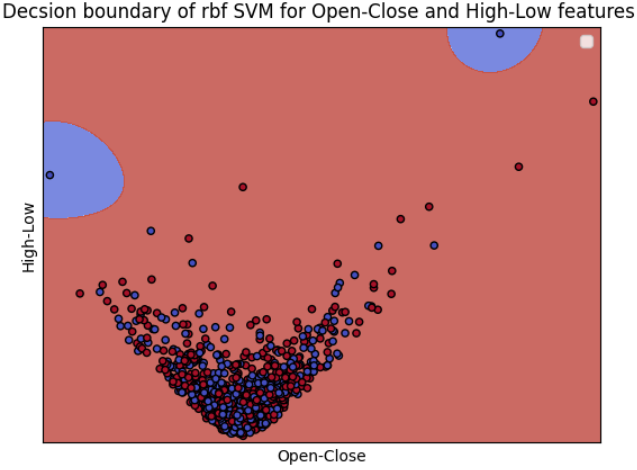 Decsion boundary of rbf SVM for Open-Close and High-Low features
High-Low
Open-Close